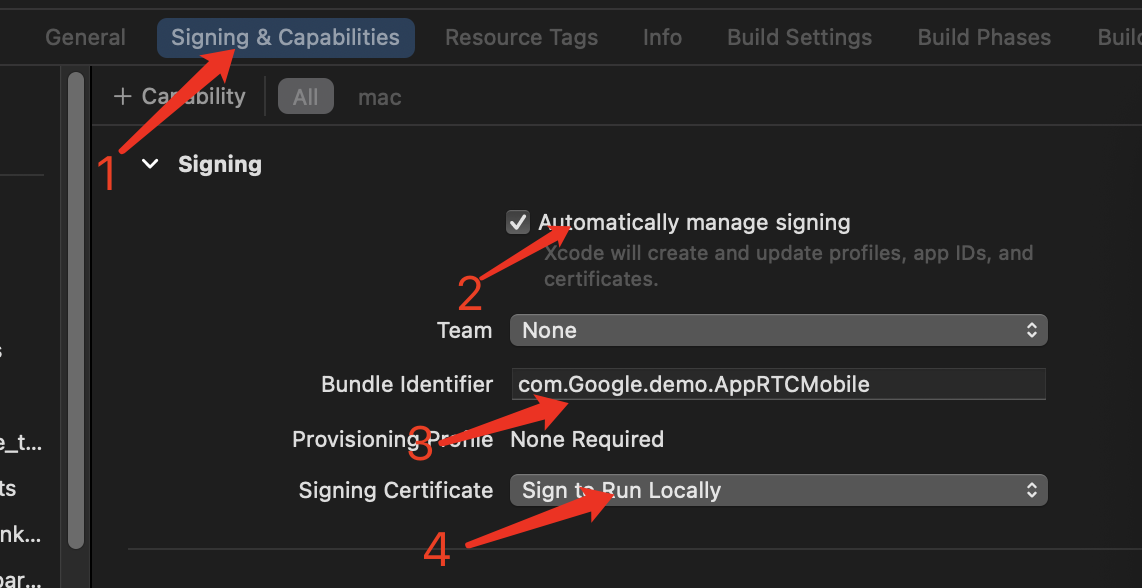 General Signing & Capabilities Resource Tags Info Build Settings Build Phases Buil
+ Capability All mac
1
Signing
Automatically manage signing
Xcode will create and update profiles, app IDs, and
certificates.
2
Team None
Bundle Identifier com.Google.demo.AppRTCMobile
3
Provisioning Profile None Required
Signing Certificate Sign to Run Locally
4
e_t...
ts
nk...
par...